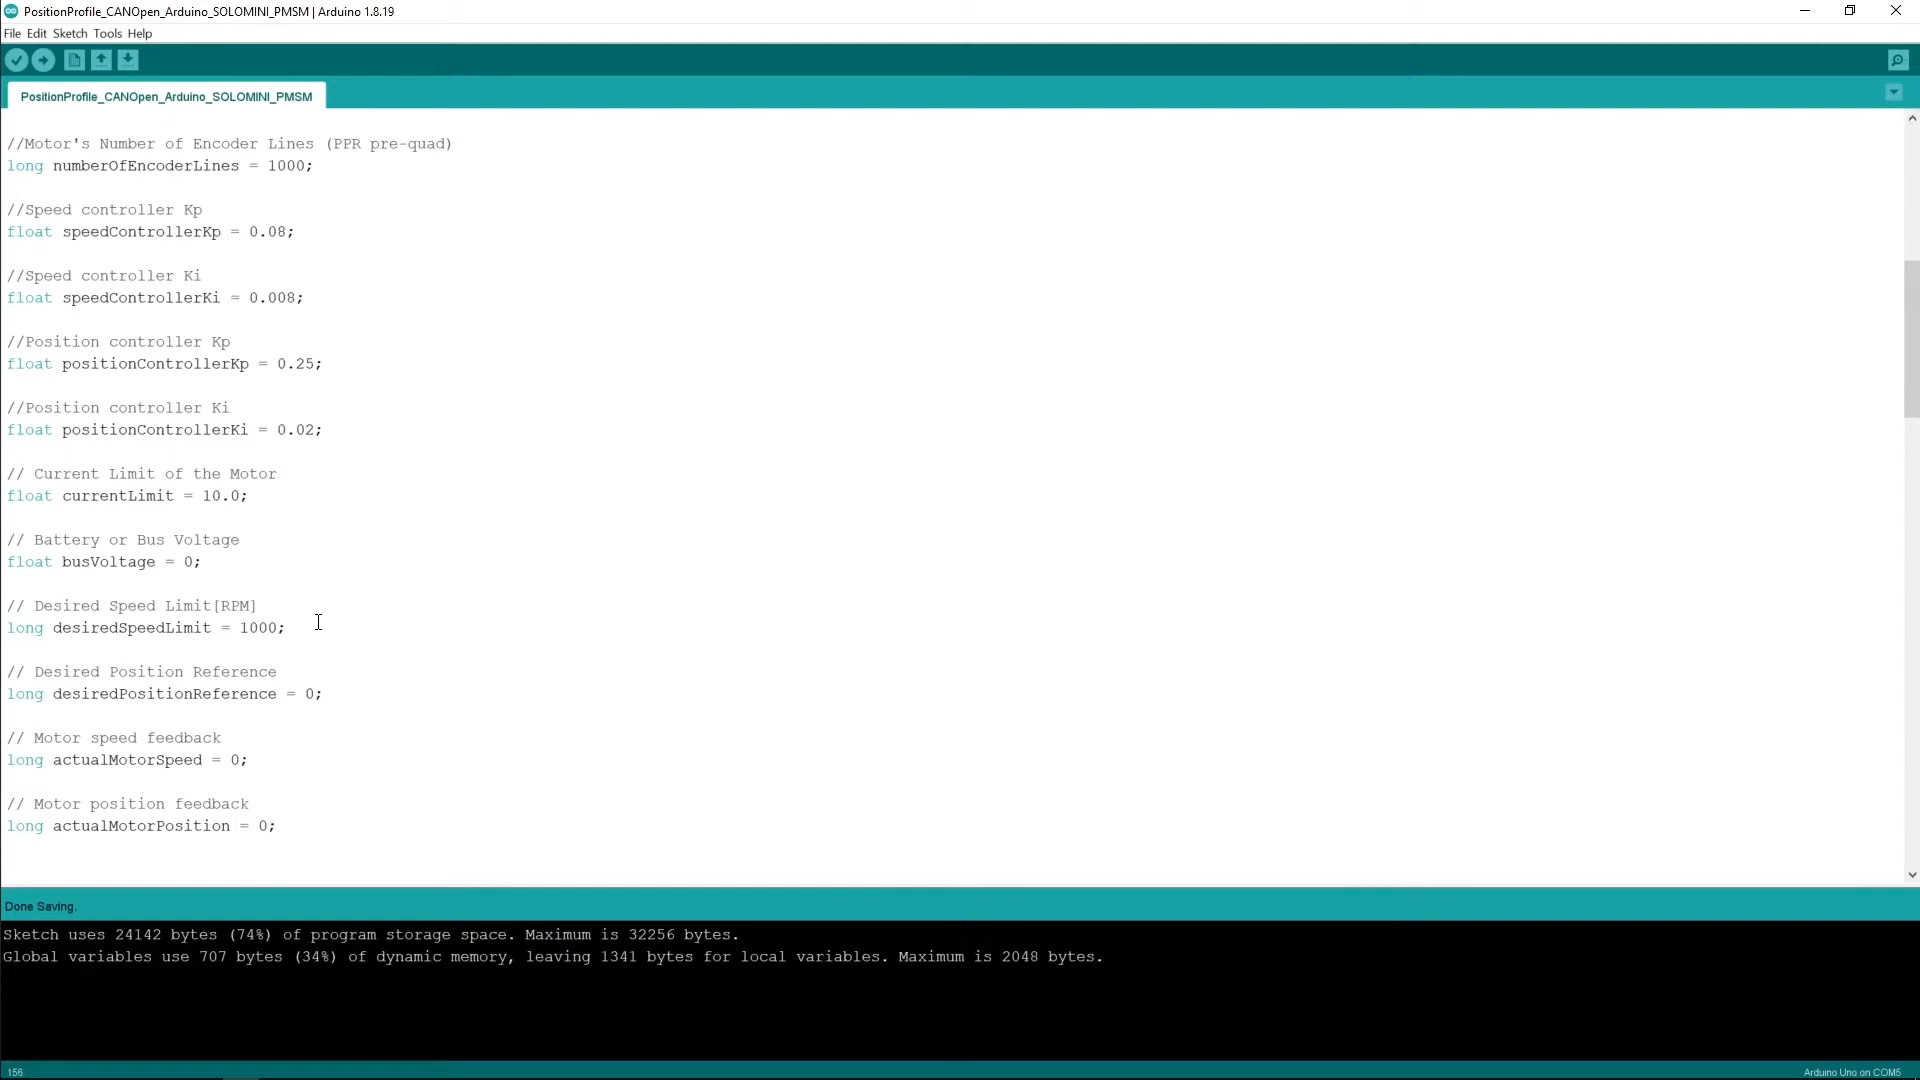 PositionProfile_CANOpen_Arduino_SOLOMINI_PMSM | Arduino 1.8.19
File Edit Sketch Tools Help
PositionProfile_CANOpen_Arduino_SOLOMINI_PMSM
//Motor's Number of Encoder Lines (PPR pre-quad)
long numberOfEncoderLines = 1000;
//Speed controller Kp
float speedControllerKp = 0.08;
//Speed controller Ki
float speedControllerKi = 0.008;
//Position controller Kp
float positionControllerKp = 0.25;
//Position controller Ki
float positionControllerKi = 0.02;
// Current Limit of the Motor
float currentLimit = 10.0;
// Battery or Bus Voltage
float busVoltage = 0;
// Desired Speed Limit[RPM]
long desiredSpeedLimit = 1000;
// Desired Position Reference
long desiredPositionReference = 0;
// Motor speed feedback
long actualMotorSpeed = 0;
// Motor position feedback
long actualMotorPosition = 0;
Done Saving.
Sketch uses 24142 bytes (74%) of program storage space. Maximum is 32256 bytes.
Global variables use 707 bytes (34%) of dynamic memory, leaving 1341 bytes for local variables. Maximum is 2048 bytes.
156
Arduino Uno on COM5